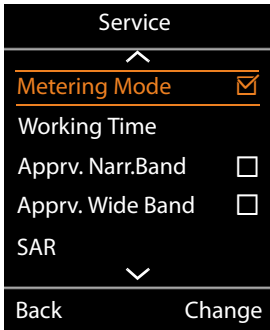 Service
Metering Mode
Working Time
Apprv. Narr.Band
Apprv. Wide Band
SAR
Back Change